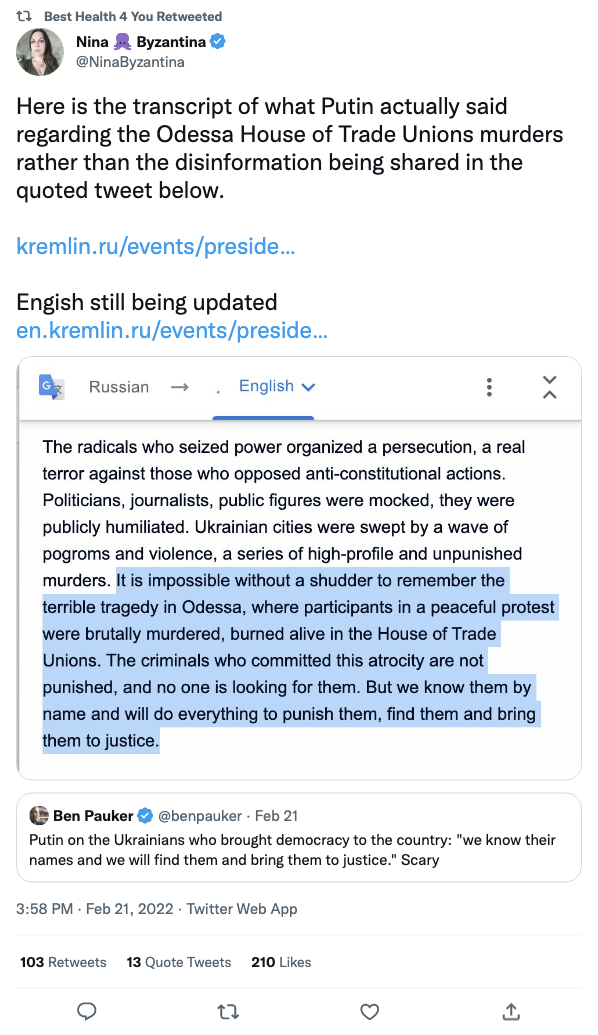 Best Health 4 You Retweeted
Nina Byzantina
@NinaByzantina
Here is the transcript of what Putin actually said
regarding the Odessa House of Trade Unions murders
rather than the disinformation being shared in the
quoted tweet below.
kremlin.ru/events/preside...
Engish still being updated
en.kremlin.ru/events/preside...
Russian → English
The radicals who seized power organized a persecution, a real
terror against those who opposed anti-constitutional actions.
Politicians, journalists, public figures were mocked, they were
publicly humiliated. Ukrainian cities were swept by a wave of
pogroms and violence, a series of high-profile and unpunished
murders. It is impossible without a shudder to remember the
terrible tragedy in Odessa, where participants in a peaceful protest
were brutally murdered, burned alive in the House of Trade
Unions. The criminals who committed this atrocity are not
punished, and no one is looking for them. But we know them by
name and will do everything to punish them, find them and bring
them to justice.
Ben Pauker @benpauker · Feb 21
Putin on the Ukrainians who brought democracy to the country: "we know their
names and we will find them and bring them to justice." Scary
3:58 PM · Feb 21, 2022 · Twitter Web App
103 Retweets 13 Quote Tweets 210 Likes